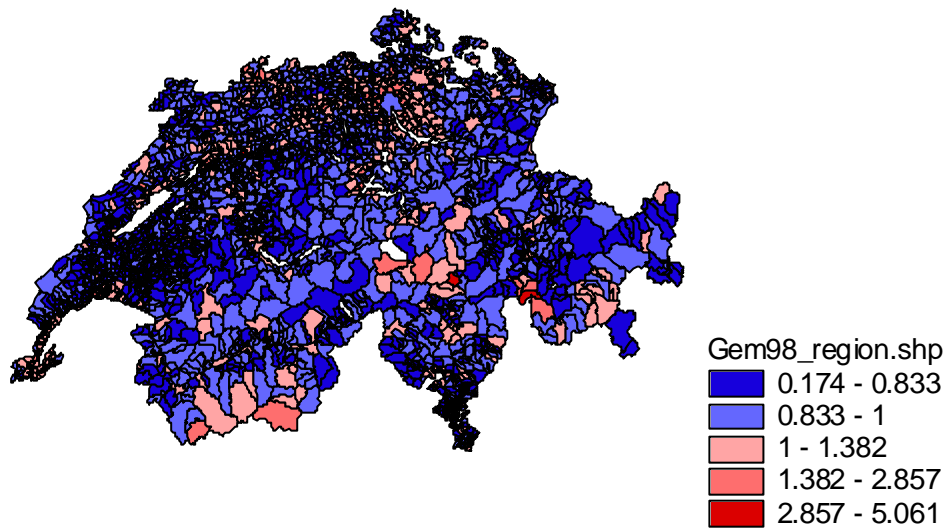 Gem98_region.shp
0.174 - 0.833
0.833 - 1
1 - 1.382
1.382 - 2.857
2.857 - 5.061